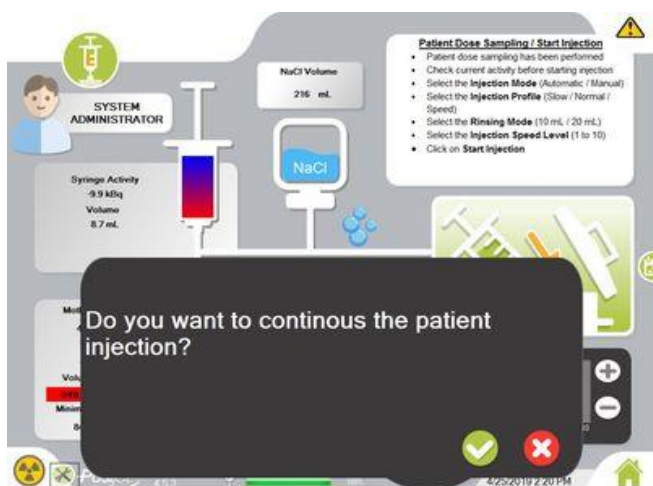 Patient Dose Sampling / Start Injection
• Patient dose sampling has been performed
• Check current activity before starting injection
• Select the Injection Mode (Automatic / Manual)
• Select the Injection Profile (Slow / Normal /
Speed)
• Select the Rinsing Mode (10 mL / 20 mL)
• Select the Injection Speed Level (1 to 10)
• Click on Start Injection
E
NaCl Volume
216 mL
SYSTEM
ADMINISTRATOR
NaCl
Syringe Activity
-9.9 kBq
Volume
8.7 mL
Do you want to continous the patient
injection?
4/25/2019 2:20 PM